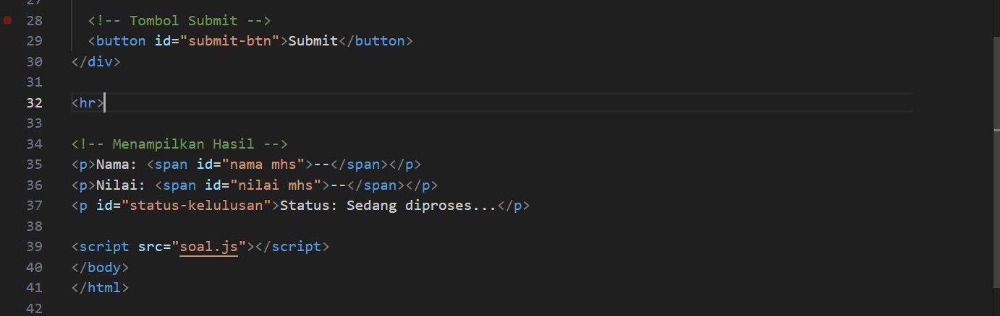 27
28 <!-- Tombol Submit -->
29 <button id="submit-btn">Submit</button>
30 </div>
31
32 <hr>
33
34 <!-- Menampilkan Hasil -->
35 <p>Nama: <span id="nama mhs">--</span></p>
36 <p>Nilai: <span id="nilai mhs">--</span></p>
37 <p id="status-kelulusan">Status: Sedang diproses...</p>
38
39 <script src="soal.js"></script>
40 </body>
41 </html>
42